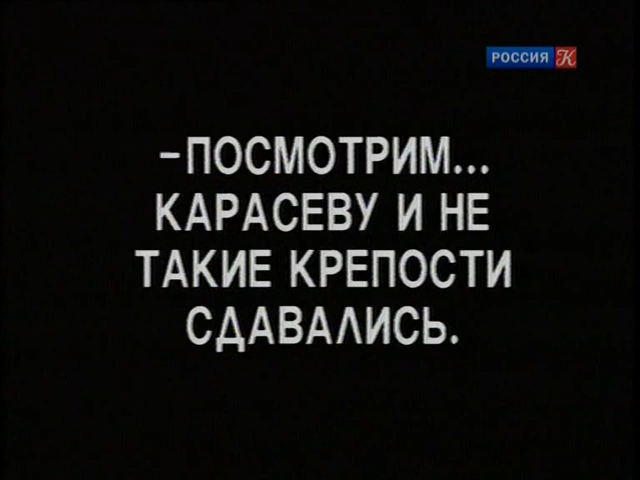 РОССИЯ К
-ПОСМОТРИМ...
КАРАСЕВУ И НЕ
ТАКИЕ КРЕПОСТИ
СДАВАЛИСЬ.